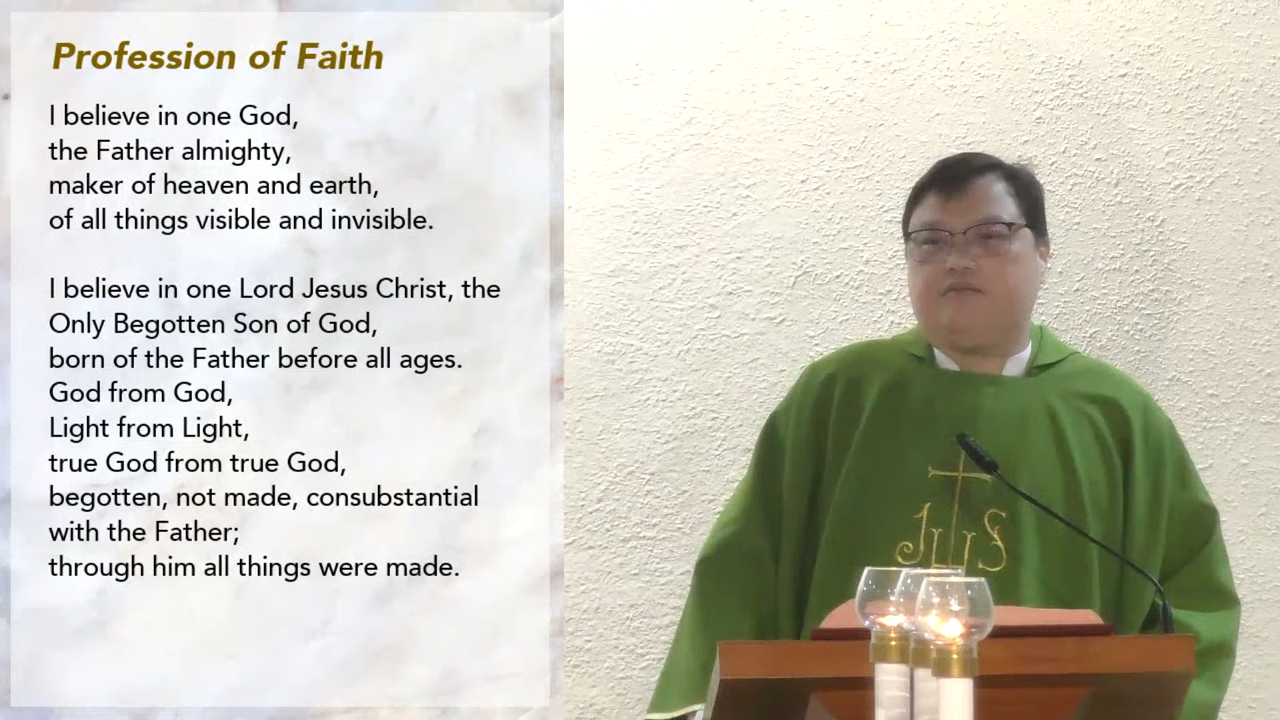 Profession of Faith
I believe in one God,
the Father almighty,
maker of heaven and earth,
of all things visible and invisible.
I believe in one Lord Jesus Christ, the
Only Begotten Son of God,
born of the Father before all ages.
God from God,
Light from Light,
true God from true God,
begotten, not made, consubstantial
with the Father;
through him all things were made.
IHS